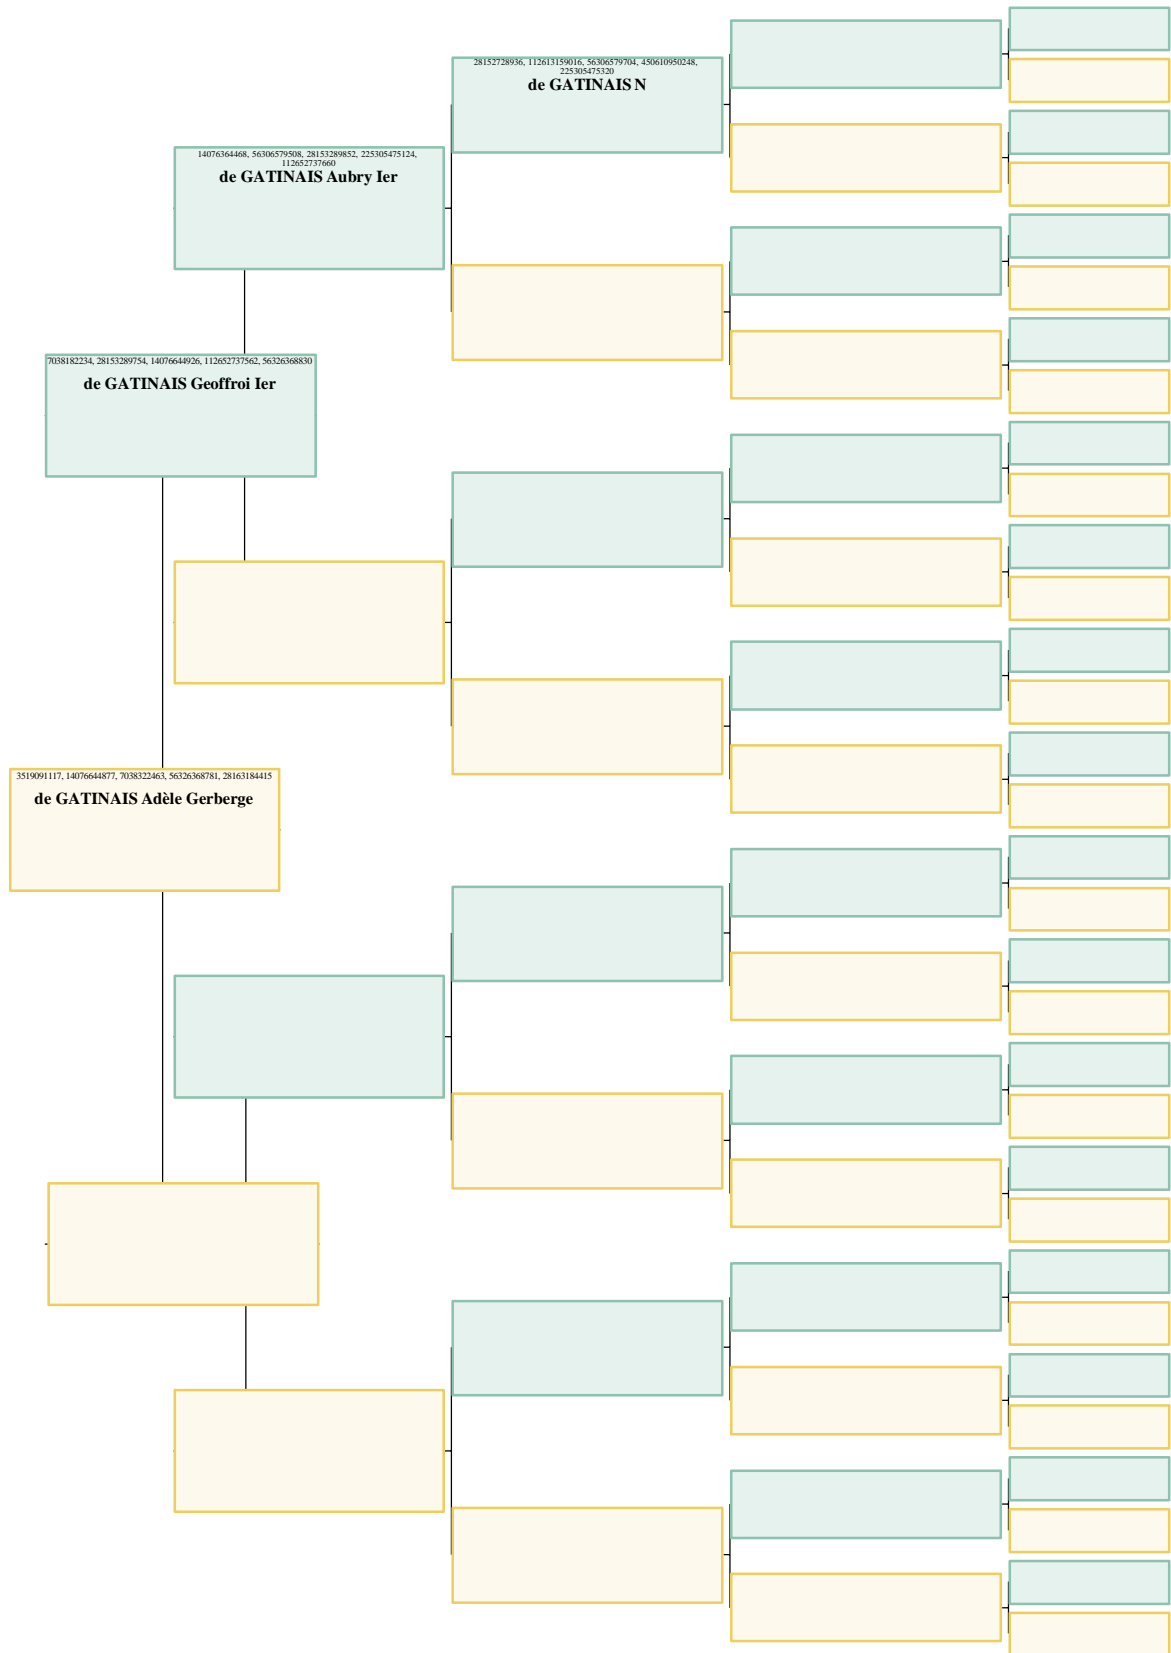 28152728936, 112613159016, 56306579704, 450610950248,
225305475320
de GATINAIS N
14076364468, 56306579508, 28153289852, 225305475124,
112652737660
de GATINAIS Aubry Ier
7038182234, 28153289754, 14076644926, 112652737562, 56326368830
de GATINAIS Geoffroi Ier
3519091117, 14076644877, 7038322463, 56326368781, 28163184415
de GATINAIS Adèle Gerberge